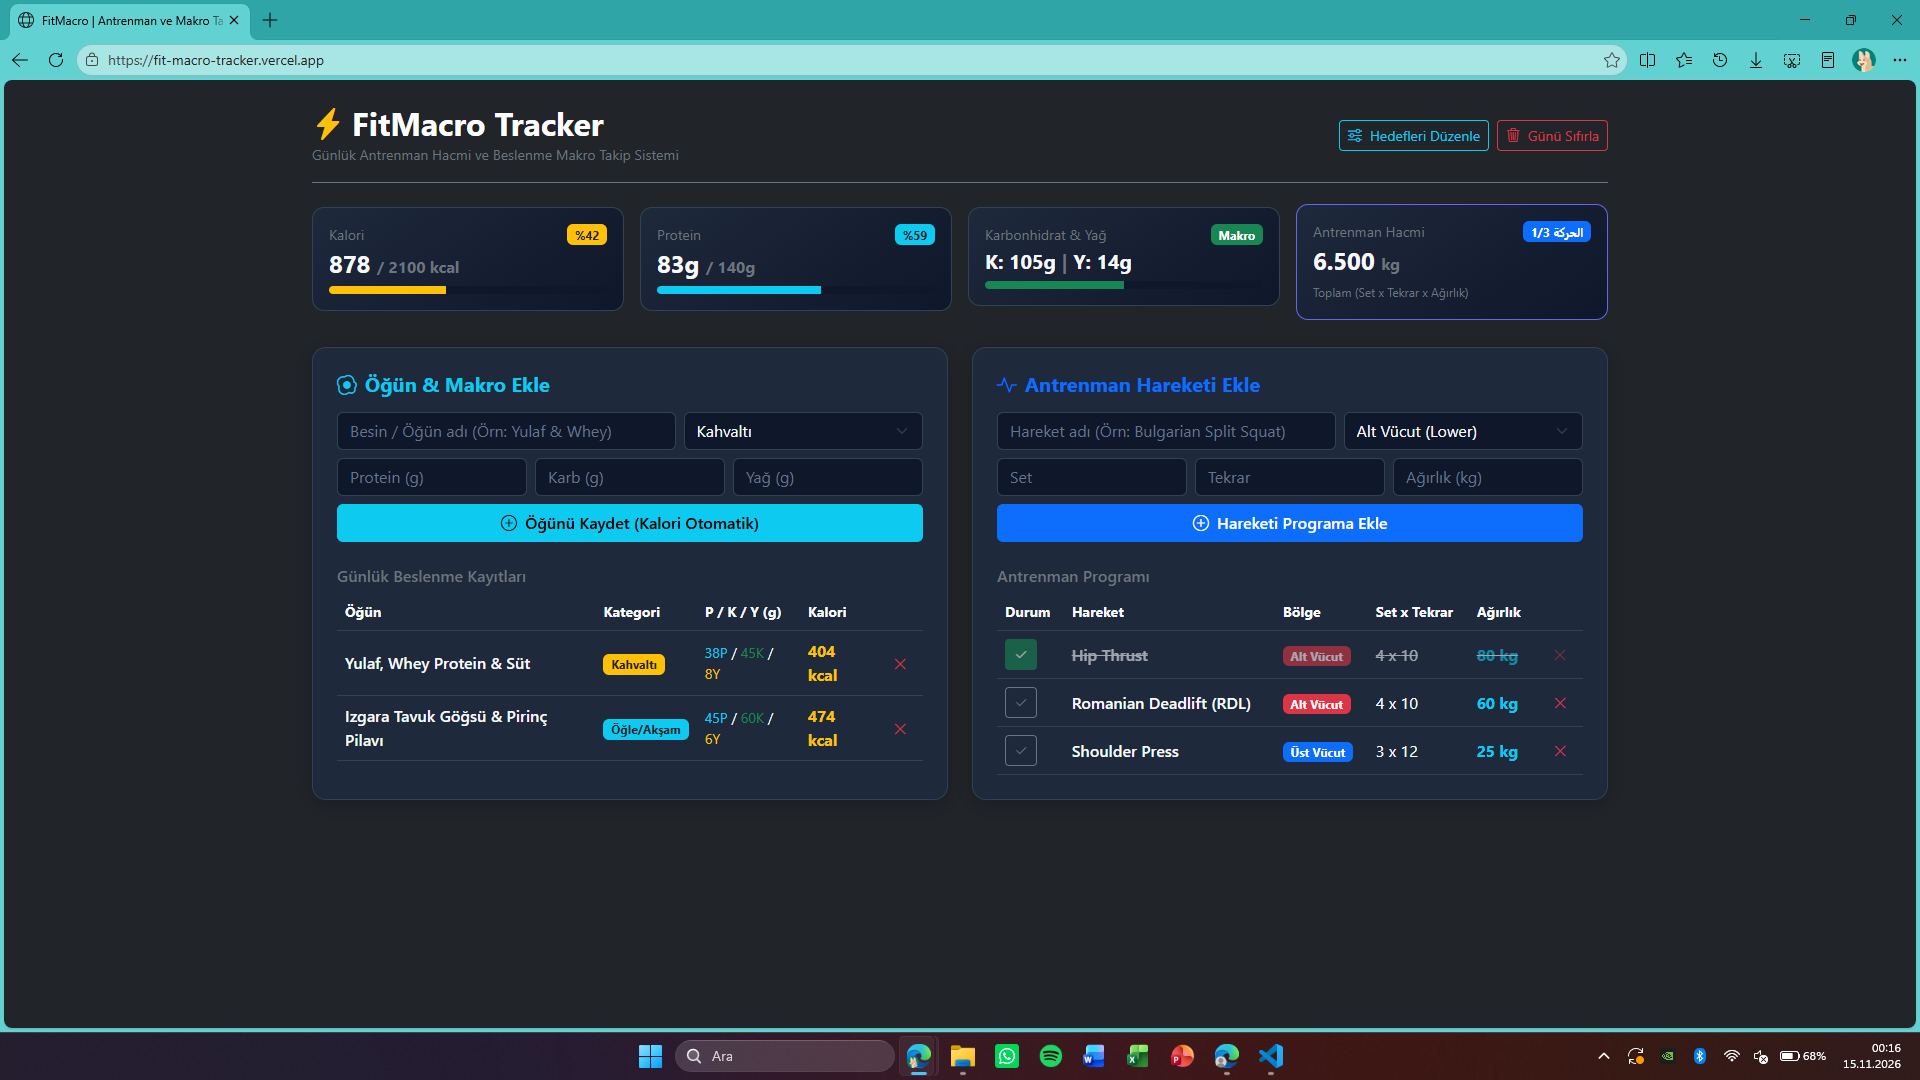 FitMacro | Antrenman ve Makro Ta
https://fit-macro-tracker.vercel.app
FitMacro Tracker
Günlük Antrenman Hacmi ve Beslenme Makro Takip Sistemi
Hedefleri Düzenle
Günü Sıfırla
Kalori
%42
878 / 2100 kcal
Protein
%59
83g / 140g
Karbonhidrat & Yağ
Makro
K: 105g | Y: 14g
Antrenman Hacmi
1/3 الحركة
6.500 kg
Toplam (Set x Tekrar x Ağırlık)
Öğün & Makro Ekle
Besin / Öğün adı (Örn: Yulaf & Whey)
Kahvaltı
Protein (g)
Karb (g)
Yağ (g)
Öğünü Kaydet (Kalori Otomatik)
Günlük Beslenme Kayıtları
Öğün Kategori P / K / Y (g) Kalori
Yulaf, Whey Protein & Süt
Kahvaltı
38P / 45K /
8Y
404
kcal
Izgara Tavuk Göğsü & Pirinç
Pilavı
Öğle/Akşam
45P / 60K /
6Y
474
kcal
Antrenman Hareketi Ekle
Hareket adı (Örn: Bulgarian Split Squat)
Alt Vücut (Lower)
Set
Tekrar
Ağırlık (kg)
Hareketi Programa Ekle
Antrenman Programı
Durum Hareket Bölge Set x Tekrar Ağırlık
Hip Thrust Alt Vücut 4 x 10 80 kg
Romanian Deadlift (RDL) Alt Vücut 4 x 10 60 kg
Shoulder Press Üst Vücut 3 x 12 25 kg
Ara
68%
00:16
15.11.2026